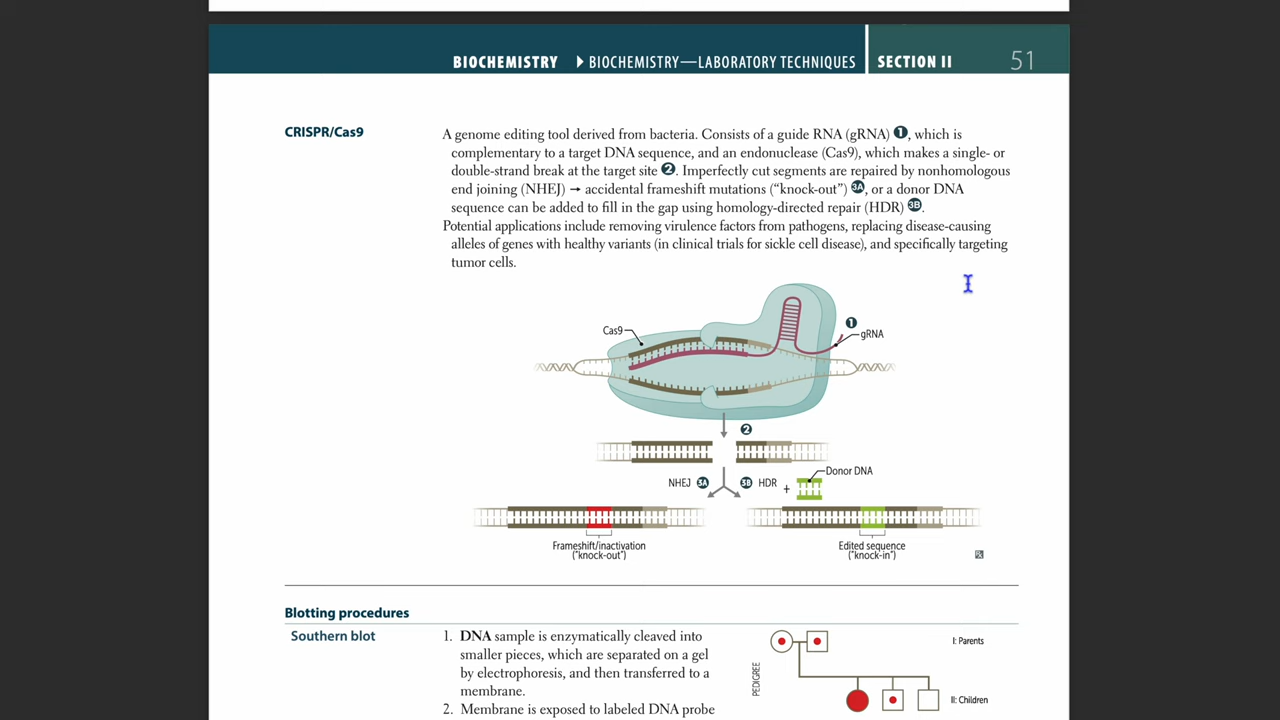 BIOCHEMISTRY ▶ BIOCHEMISTRY—LABORATORY TECHNIQUES SECTION II 51
CRISPR/Cas9
A genome editing tool derived from bacteria. Consists of a guide RNA (gRNA) 1, which is
complementary to a target DNA sequence, and an endonuclease (Cas9), which makes a single- or
double-strand break at the target site 2. Imperfectly cut segments are repaired by nonhomologous
end joining (NHEJ) → accidental frameshift mutations (“knock-out”) 3A, or a donor DNA
sequence can be added to fill in the gap using homology-directed repair (HDR) 3B.
Potential applications include removing virulence factors from pathogens, replacing disease-causing
alleles of genes with healthy variants (in clinical trials for sickle cell disease), and specifically targeting
tumor cells.
Cas9
1
gRNA
2
Donor DNA
NHEJ 3A 3B HDR +
Frameshift/inactivation
(“knock-out”)
Edited sequence
(“knock-in”)
Blotting procedures
Southern blot
1. DNA sample is enzymatically cleaved into
smaller pieces, which are separated on a gel
by electrophoresis, and then transferred to a
membrane.
2. Membrane is exposed to labeled DNA probe
PEDIGREE
I: Parents
II: Children